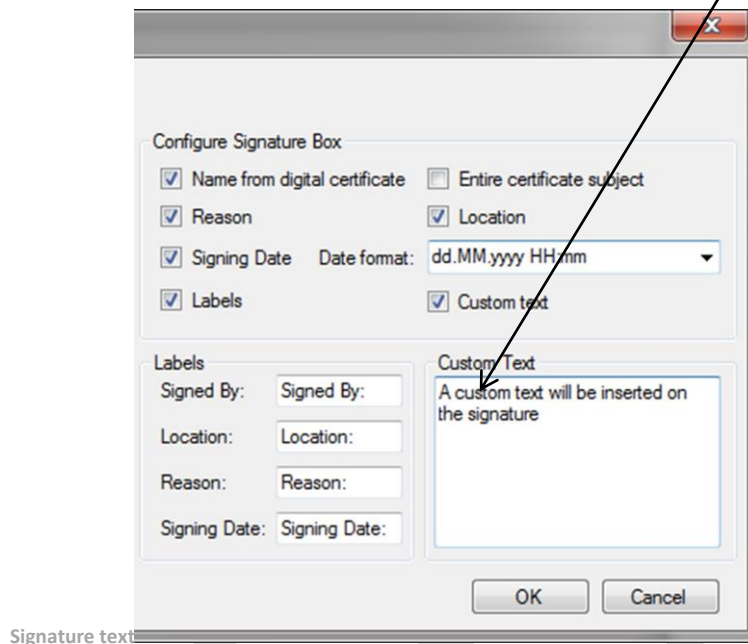 Configure Signature Box
Name from digital certificate
Entire certificate subject
Reason
Location
Signing Date
Date format:
dd.MM.yyyy HH:mm
Labels
Custom text
Labels
Signed By:
Signed By:
Location:
Location:
Reason:
Reason:
Signing Date:
Signing Date:
Custom Text
A custom text will be inserted on
the signature
OK
Cancel
Signature text